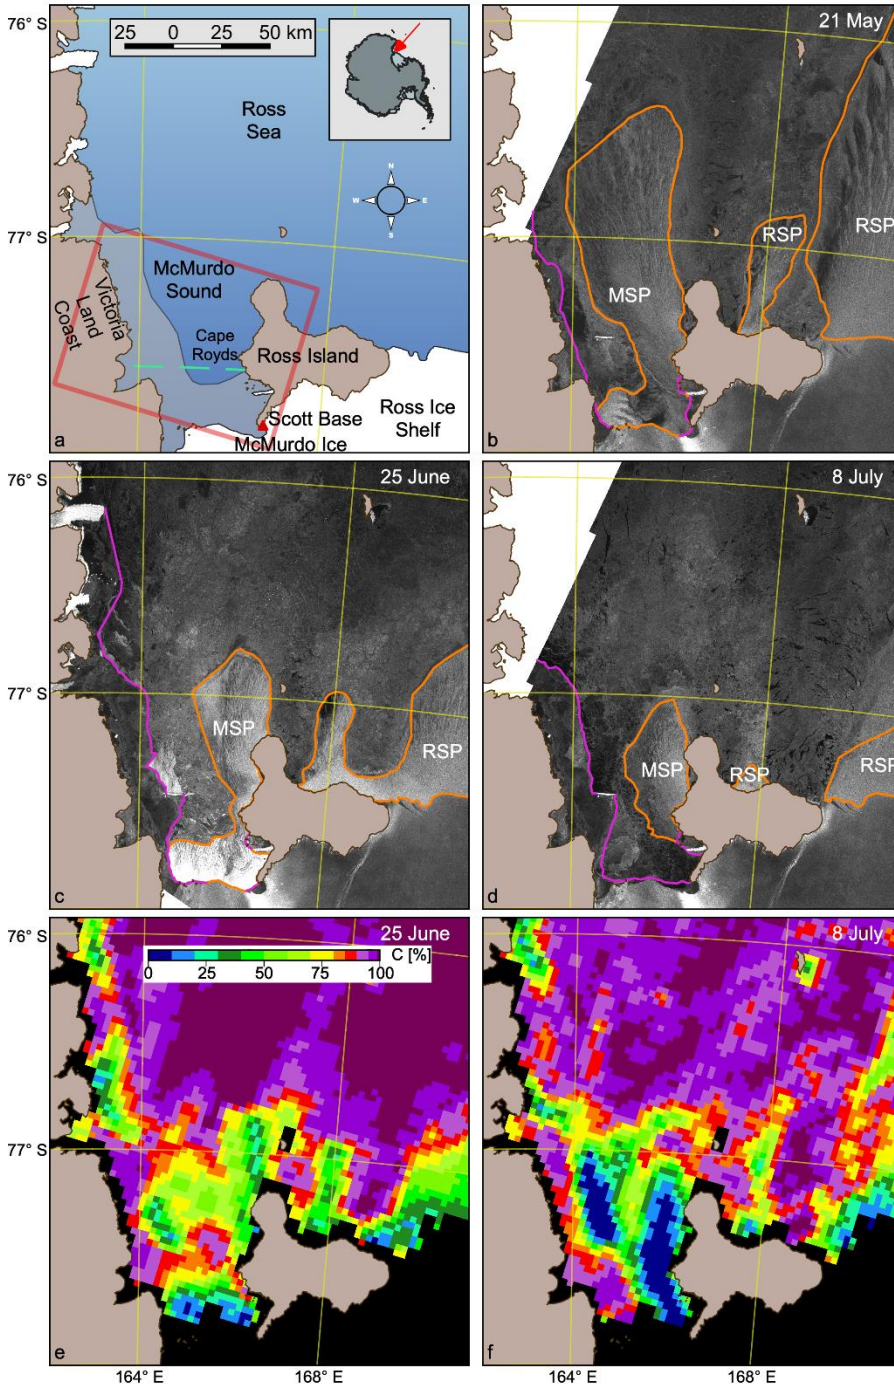 76° S
25 0 25 50 km
Ross
Sea
N
W E
S
77° S
McMurdo
Sound
Victoria
Land
Coast
Cape
Royds
Ross Island
Scott Base
Ross Ice
Shelf
McMurdo Ice
a
21 May
RSP
RSP
MSP
b
76° S
25 June
77° S
MSP
RSP
c
8 July
MSP
RSP
RSP
d
76° S
25 June
C [%]
0 25 50 75 100
77° S
e
164° E 168° E
8 July
f
164° E 168° E